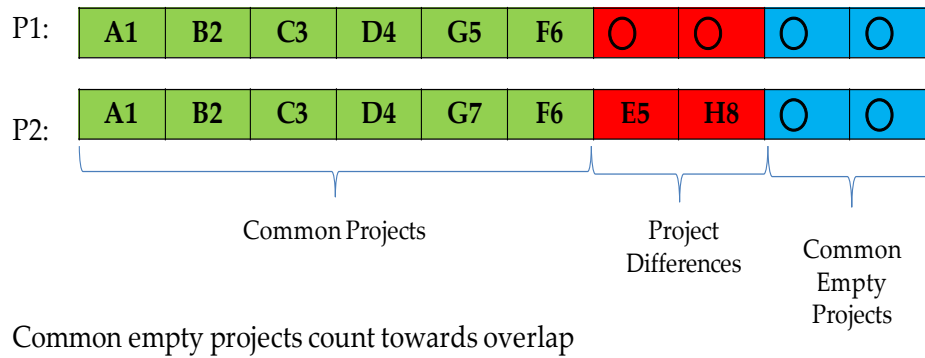 P1: A1 B2 C3 D4 G5 F6 O O O O
P2: A1 B2 C3 D4 G7 F6 E5 H8 O O
Common Projects
Project
Differences
Common
Empty
Projects
Common empty projects count towards overlap